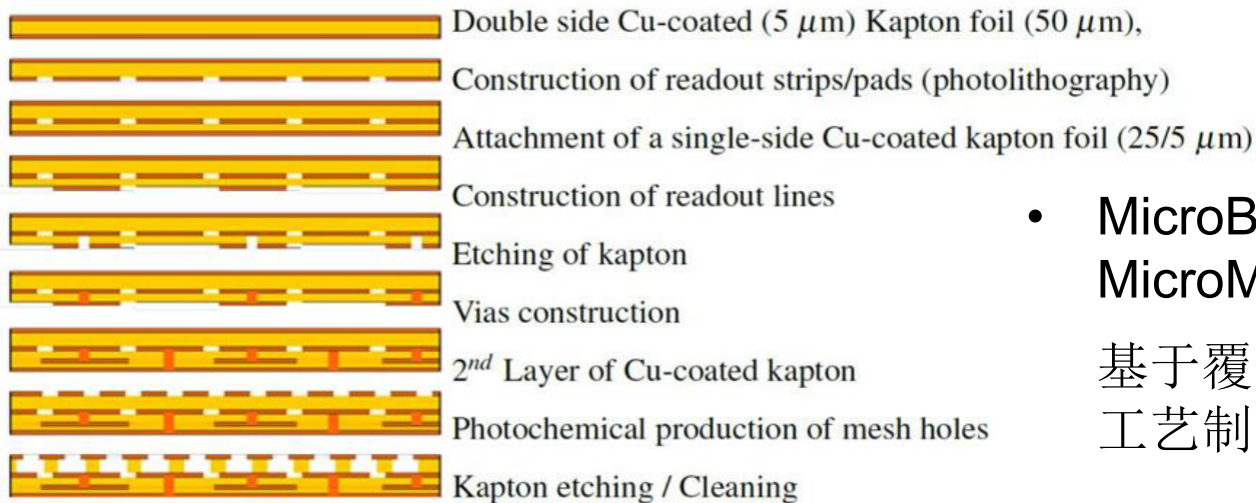 Double side Cu-coated (5 μm) Kapton foil (50 μm),
Construction of readout strips/pads (photolithography)
Attachment of a single-side Cu-coated kapton foil (25/5 μm)
Construction of readout lines
Etching of kapton
Vias construction
2nd Layer of Cu-coated kapton
Photochemical production of mesh holes
Kapton etching / Cleaning
• MicroB
MicroM
基于覆
工艺制